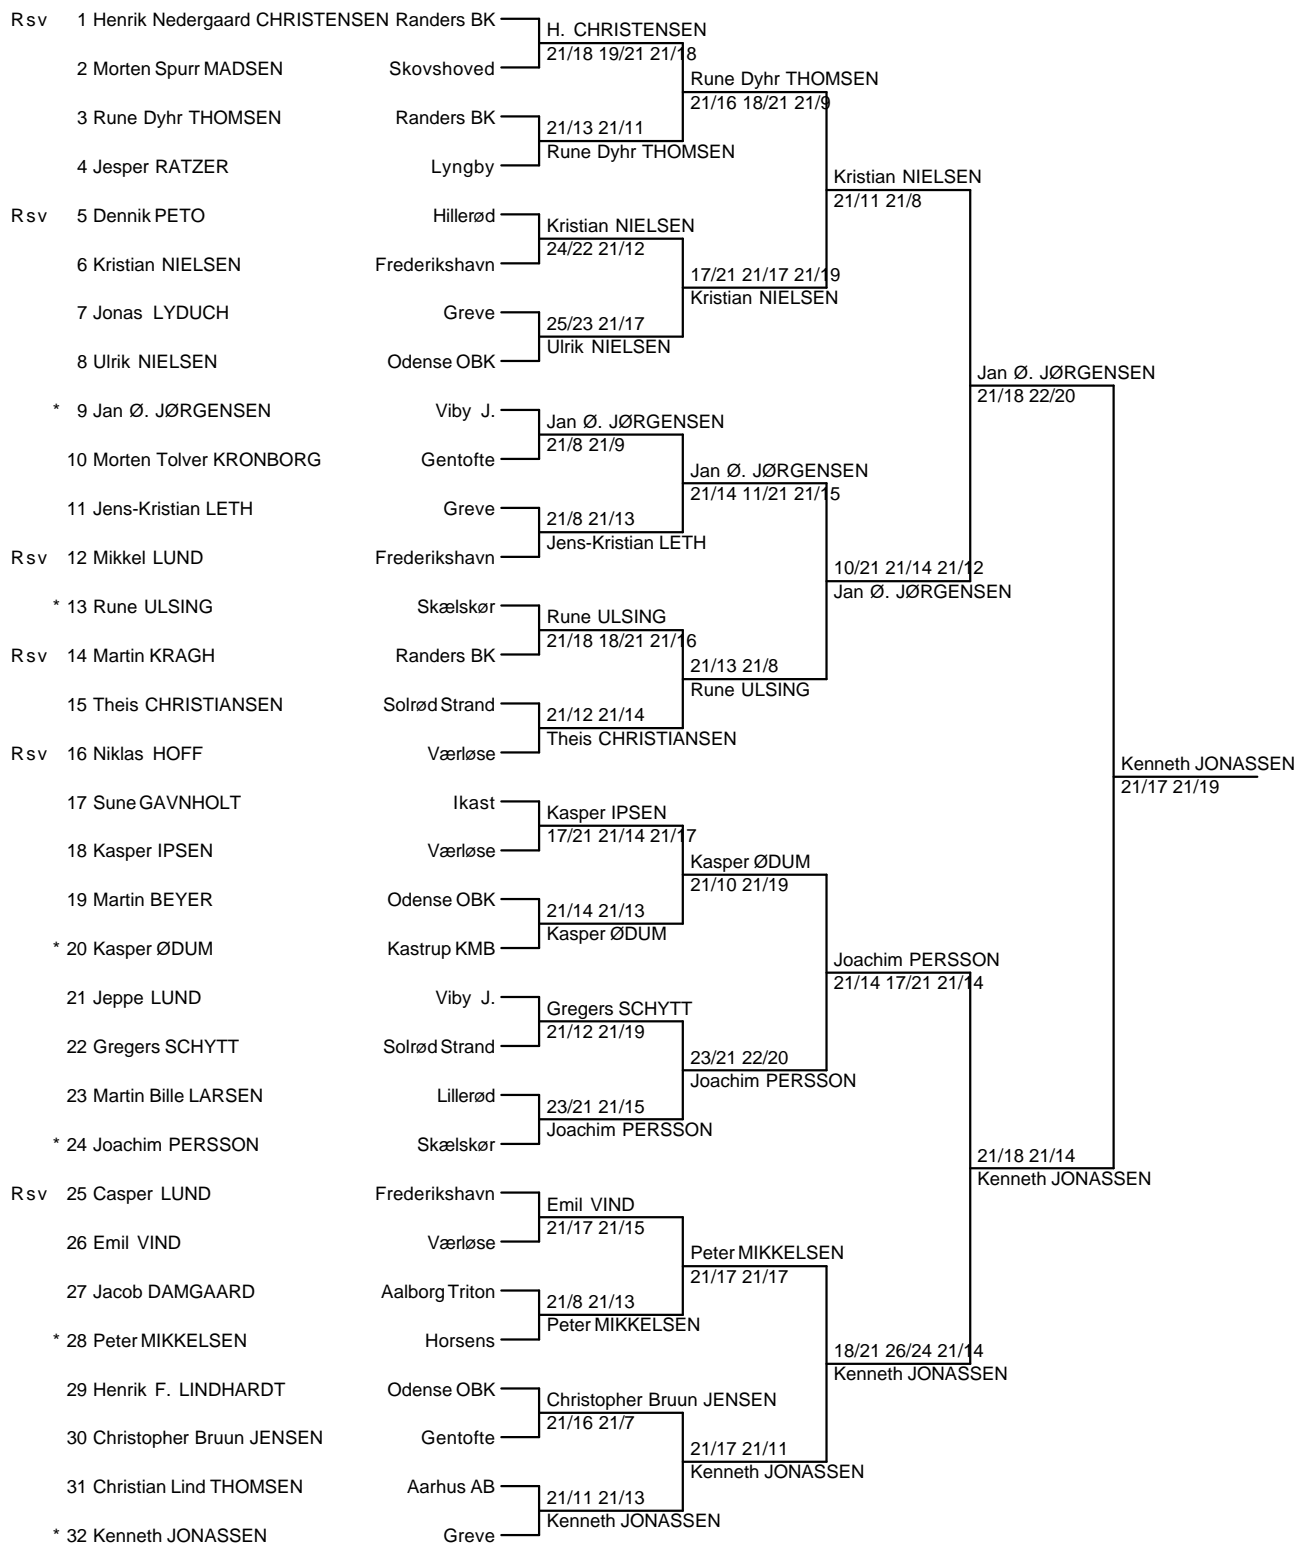 Rsv 1 Henrik Nedergaard CHRISTENSEN Randers BK
H. CHRISTENSEN
21/18 19/21 21/18
2 Morten Spurr MADSEN Skovshoved
Rune Dyhr THOMSEN
21/16 18/21 21/9
3 Rune Dyhr THOMSEN Randers BK
21/13 21/11
Rune Dyhr THOMSEN
4 Jesper RATZER Lyngby
Kristian NIELSEN
21/11 21/8
Rsv 5 Dennik PETO Hillerød
Kristian NIELSEN
24/22 21/12
6 Kristian NIELSEN Frederikshavn
17/21 21/17 21/19
Kristian NIELSEN
7 Jonas LYDUCH Greve
25/23 21/17
Ulrik NIELSEN
8 Ulrik NIELSEN Odense OBK
Jan Ø. JØRGENSEN
21/18 22/20
* 9 Jan Ø. JØRGENSEN Viby J.
Jan Ø. JØRGENSEN
21/8 21/9
10 Morten Tolver KRONBORG Gentofte
Jan Ø. JØRGENSEN
21/14 11/21 21/15
11 Jens-Kristian LETH Greve
21/8 21/13
Jens-Kristian LETH
Rsv 12 Mikkel LUND Frederikshavn
10/21 21/14 21/12
Jan Ø. JØRGENSEN
* 13 Rune ULSING Skælskør
Rune ULSING
21/18 18/21 21/16
Rsv 14 Martin KRAGH Randers BK
21/13 21/8
Rune ULSING
15 Theis CHRISTIANSEN Solrød Strand
21/12 21/14
Theis CHRISTIANSEN
Rsv 16 Niklas HOFF Værløse
Kenneth JONASSEN
21/17 21/19
17 Sune GAVNHOLT Ikast
Kasper IPSEN
17/21 21/14 21/17
18 Kasper IPSEN Værløse
Kasper ØDUM
21/10 21/19
19 Martin BEYER Odense OBK
21/14 21/13
Kasper ØDUM
* 20 Kasper ØDUM Kastrup KMB
Joachim PERSSON
21/14 17/21 21/14
21 Jeppe LUND Viby J.
Gregers SCHYTT
21/12 21/19
22 Gregers SCHYTT Solrød Strand
23/21 22/20
Joachim PERSSON
23 Martin Bille LARSEN Lillerød
23/21 21/15
Joachim PERSSON
* 24 Joachim PERSSON Skælskør
21/18 21/14
Kenneth JONASSEN
Rsv 25 Casper LUND Frederikshavn
Emil VIND
21/17 21/15
26 Emil VIND Værløse
Peter MIKKELSEN
21/17 21/17
27 Jacob DAMGAARD Aalborg Triton
21/8 21/13
Peter MIKKELSEN
* 28 Peter MIKKELSEN Horsens
18/21 26/24 21/14
Kenneth JONASSEN
29 Henrik F. LINDHARDT Odense OBK
Christopher Bruun JENSEN
21/16 21/7
30 Christopher Bruun JENSEN Gentofte
21/17 21/11
Kenneth JONASSEN
31 Christian Lind THOMSEN Aarhus AB
21/11 21/13
Kenneth JONASSEN
* 32 Kenneth JONASSEN Greve